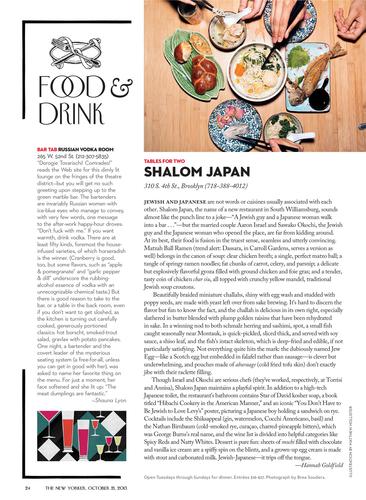 FOOD &
DRINK
BAR TAB RUSSIAN VODKA ROOM
265 W. 52nd St. (212-307-5835)
"Dorogie Tovarischi! Comrades!"
reads the Web site for this dimly lit
lounge on the fringes of the theatre
district—but you will get no such
greeting upon stepping up to the
green marble bar. The bartenders
are invariably Russian women with
ice-blue eyes who manage to convey
with very few words, one message
to the after-work happy-hour droves:
"Don't fuck with me." If you want
warmth, drink vodka. There are at
least fifty kinds, foremost the house-
infused varieties, of which horseradish
is the winner. (Cranberry is good,
too, but some flavors, such as "apple
& pomegranate" and "garlic pepper
& dill" underscore the rubbing-
alcohol essence of vodka with an
unrecognizable chemical taste.) But
there is good reason to take to the
bar, or a table in the back room, even
if you don't want to get sloshed, as
the kitchen is turning out carefully
cooked, generously portioned
classics: hot borscht, smoked-trout
salad, gravlax with potato pancakes.
One night, a bartender and the
covert leader of the mysterious
seating system (a free-for-all, unless
you can get in good with her), was
asked to name her favorite thing on
the menu. For just a moment, her
face softened and she lit up. "The
meat dumplings are fantastic."
—Shauna Lyon
TABLES FOR TWO
SHALOM JAPAN
310 S. 4th St., Brooklyn (718-388-4012)
JEWISH AND JAPANESE are not words or cuisines usually associated with each
other. Shalom Japan, the name of a new restaurant in South Williamsburg, sounds
almost like the punch line to a joke—"A Jewish guy and a Japanese woman walk
into a bar . . ."—but the married couple Aaron Israel and Sawako Okochi, the Jewish
guy and the Japanese woman who opened the place, are far from kidding around.
At its best, their food is fusion in the truest sense, seamless and utterly convincing.
Matzoh Ball Ramen (trend alert: Dassara, in Carroll Gardens, serves a version as
well) belongs in the canon of soup: clear chicken broth; a single, perfect matzo ball; a
tangle of springy ramen noodles; fat chunks of carrot, celery, and parsnip; a delicate
but explosively flavorful gyoza filled with ground chicken and foie gras; and a tender,
tasty coin of chicken char siu, all topped with crunchy yellow mandel, traditional
Jewish soup croutons.
Beautifully braided miniature challahs, shiny with egg wash and studded with
poppy seeds, are made with yeast left over from sake brewing. It's hard to discern the
flavor but fun to know the fact, and the challah is delicious in its own right, especially
slathered in butter blended with plump golden raisins that have been rehydrated
in sake. In a winning nod to both schmalz herring and sashimi, spot, a small fish
caught seasonally near Montauk, is quick-pickled, sliced thick, and served with soy
sauce, a shiso leaf, and the fish's intact skeleton, which is deep-fried and edible, if not
particularly satisfying. Not everything quite hits the mark: the dubiously named Jew
Egg—like a Scotch egg but embedded in falafel rather than sausage—is clever but
underwhelming, and pouches made of aburaage (cold fried tofu skin) don't exactly
jibe with their tzatziki filling.
Though Israel and Okochi are serious chefs (they've worked, respectively, at Torrisi
and Annisa), Shalom Japan maintains a playful spirit. In addition to a high-tech
Japanese toilet, the restaurant's bathroom contains Star of David kosher soap, a book
titled "Hibachi Cookery in the American Manner," and an iconic "You Don't Have to
Be Jewish to Love Levy's" poster, picturing a Japanese boy holding a sandwich on rye.
Cocktails include the Shiksappeal (gin, watermelon, Cocchi Americano, basil) and
the Nathan Birnbaum (cold-smoked rye, curaçao, charred-pineapple bitters), which
was George Burns's real name, and the wine list is divided into helpful categories like
Spicy Reds and Nutty Whites. Dessert is pure fun: sheets of mochi filled with chocolate
and vanilla ice cream are a spiffy spin on the blintz, and a grown-up egg cream is made
with stout and carbonated milk. Jewish-Japanese—it trips off the tongue.
—Hannah Goldfield
Open Tuesdays through Sundays for dinner. Entrées $18-$27. Photograph by Brea Souders.
ILLUSTRATION BY MATTHEW HOLLISTER
24 THE NEW YORKER, OCTOBER 21, 2013